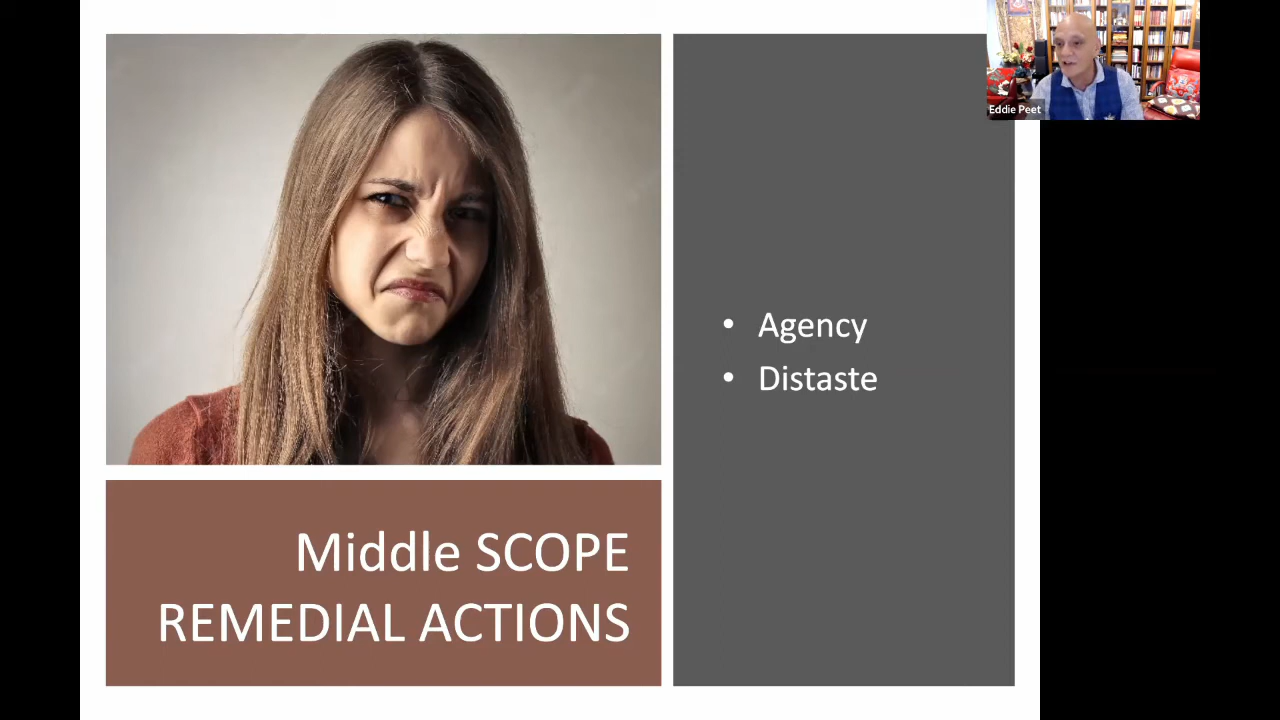 Eddie Peet
• Agency
• Distaste
Middle SCOPE
REMEDIAL ACTIONS